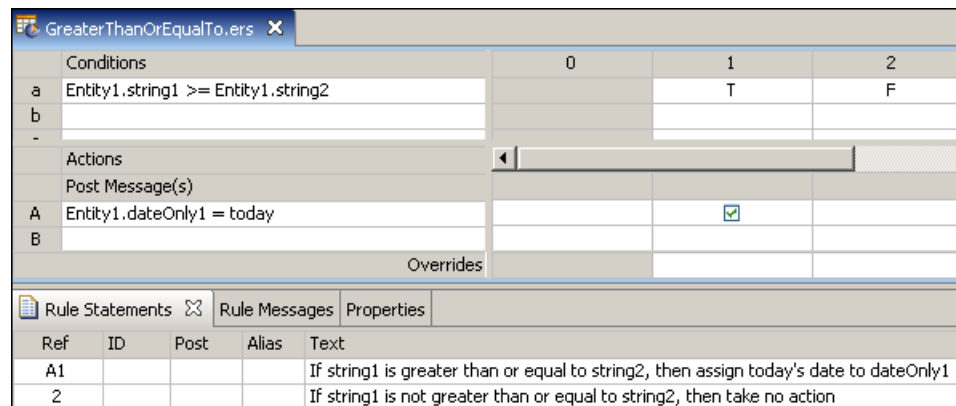 GreaterThanOrEqualTo.ers
Conditions 0 1 2
a Entity1.string1 >= Entity1.string2 T F
b
Actions
Post Message(s)
A Entity1.dateOnly1 = today
B
Overrides
Rule Statements Rule Messages Properties
Ref ID Post Alias Text
A1 If string1 is greater than or equal to string2, then assign today's date to dateOnly1
2 If string1 is not greater than or equal to string2, then take no action